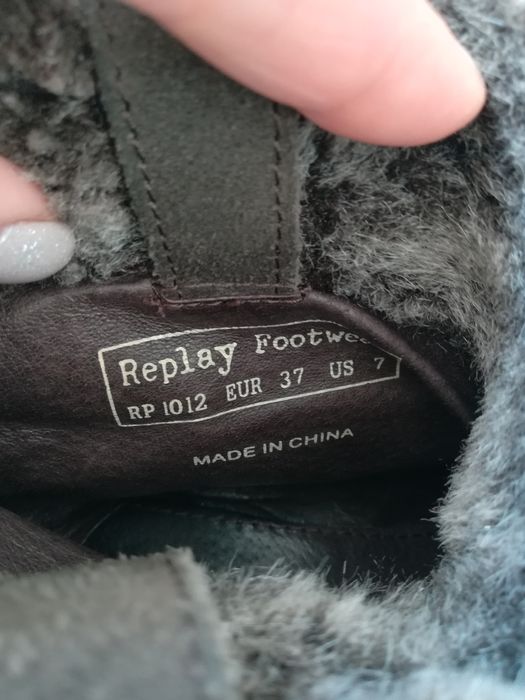 Replay Footwe
RP 1012 EUR 37 US 7
MADE IN CHINA